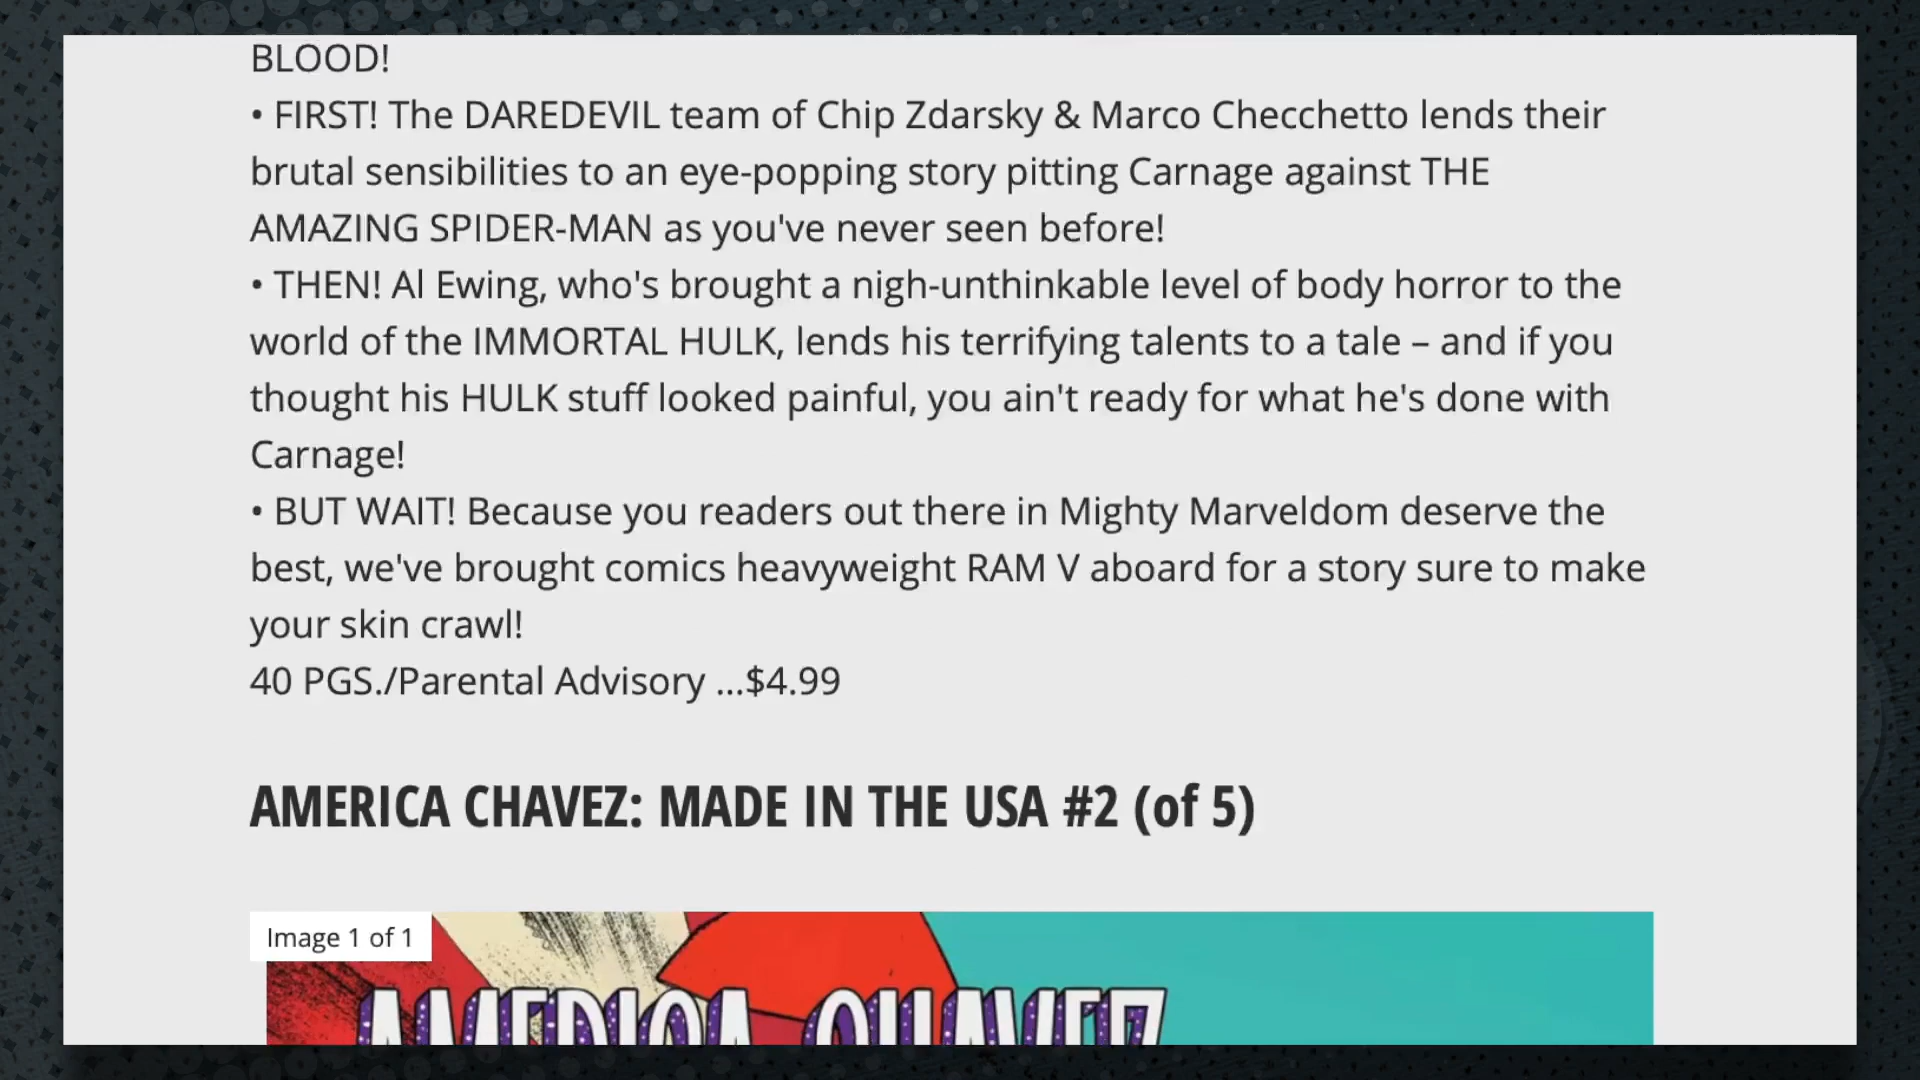 BLOOD!
• FIRST! The DAREDEVIL team of Chip Zdarsky & Marco Checchetto lends their
brutal sensibilities to an eye-popping story pitting Carnage against THE
AMAZING SPIDER-MAN as you've never seen before!
• THEN! Al Ewing, who's brought a nigh-unthinkable level of body horror to the
world of the IMMORTAL HULK, lends his terrifying talents to a tale – and if you
thought his HULK stuff looked painful, you ain't ready for what he's done with
Carnage!
• BUT WAIT! Because you readers out there in Mighty Marveldom deserve the
best, we've brought comics heavyweight RAM V aboard for a story sure to make
your skin crawl!
40 PGS./Parental Advisory ...$4.99
AMERICA CHAVEZ: MADE IN THE USA #2 (of 5)
Image 1 of 1
AMERICA CHAVEZ